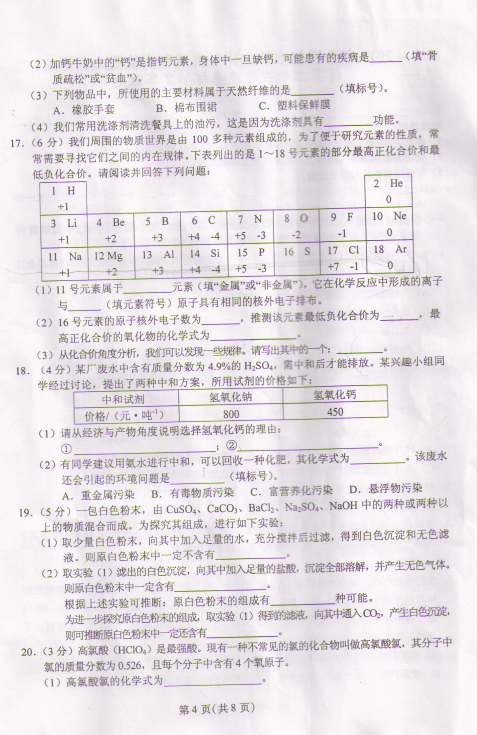 （2）加钙牛奶中的“钙”是指钙元素，身体中一旦缺钙，可能患有的疾病是______（填“骨
质疏松”或“贫血”）。
（3）下列物品中，所使用的主要材料属于天然纤维的是______（填标号）。
A．橡胶手套 B．棉布围裙 C．塑料保鲜膜
（4）我们常用洗涤剂清洗餐具上的油污，这是因为洗涤剂具有______功能。
17．（6 分）我们周围的物质世界是由 100 多种元素组成的，为了便于研究元素的性质，常
常需要寻找它们之间的内在规律。下表列出的是 1～18 号元素的部分最高正化合价和最
低负化合价。请阅读并回答下列问题：
1 H 2 He
+1 0
3 Li 4 Be 5 B 6 C 7 N 8 O 9 F 10 Ne
+1 +2 +3 +4 -4 +5 -3 -2 -1 0
11 Na 12 Mg 13 Al 14 Si 15 P 16 S 17 Cl 18 Ar
+1 +2 +3 +4 -4 +5 -3 +7 -1 0
（1）11 号元素属于______元素（填“金属”或“非金属”），它在化学反应中形成的离子
与______（填元素符号）原子具有相同的核外电子排布。
（2）16 号元素的原子核外电子数为______，推测该元素最低负化合价为______，最
高正化合价的氧化物的化学式为______。
（3）从化合价角度分析，我们可以发现一些规律。请写出其中的一个：______。
18．（4 分）某厂废水中含有质量分数为 4.9%的 H₂SO₄，需中和后才能排放。某兴趣小组同
学经过讨论，提出了两种中和方案，所用试剂的价格如下：
中和试剂 氢氧化钠 氢氧化钙
价格/（元·吨⁻¹） 800 450
（1）请从经济与产物角度说明选择氢氧化钙的理由：
①______；②______。
（2）有同学建议用氨水进行中和，可以回收一种化肥，其化学式为______。该废水
还会引起的环境问题是______（填标号）。
A．重金属污染 B．有毒物质污染 C．富营养化污染 D．悬浮物污染
19．（5 分）一包白色粉末，由 CuSO₄、CaCO₃、BaCl₂、Na₂SO₄、NaOH 中的两种或两种以
上的物质混合而成。为探究其组成，进行如下实验：
（1）取少量白色粉末，向其中加入足量的水，充分搅拌后过滤，得到白色沉淀和无色滤
液。则原白色粉末中一定不含有______。
（2）取实验（1）滤出的白色沉淀，向其中加入足量的盐酸，沉淀全部溶解，并产生无色气体。
则原白色粉末中一定含有______。
根据上述实验可推断：原白色粉末的组成有______种可能。
为进一步探究原白色粉末的组成，取实验（1）得到的滤液，向其中通入CO₂，产生白色沉淀，
则可推断原白色粉末中一定还含有______。
20．（3 分）高氯酸（HClO₄）是最强酸。现有一种不常见的氯的化合物叫做高氯酸氯，其分子中
氯的质量分数为 0.526，且每个分子中含有 4 个氧原子。
（1）高氯酸氯的化学式为______。
第 4 页（共 8 页）